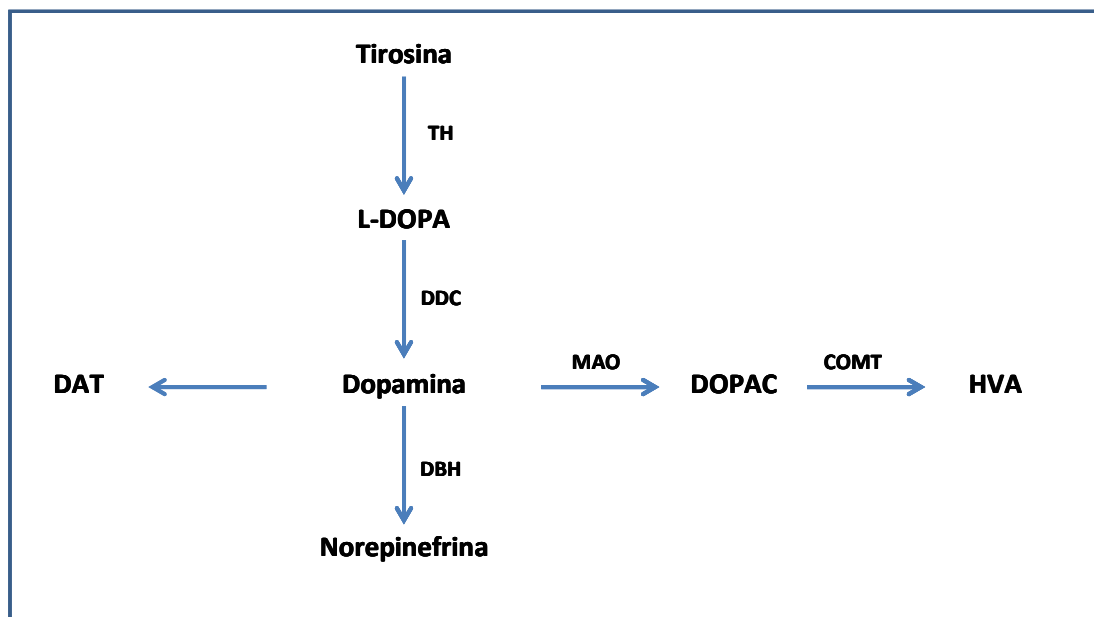 Tirosina
TH
L-DOPA
DDC
DAT
Dopamina
MAO
DOPAC
COMT
HVA
DBH
Norepinefrina